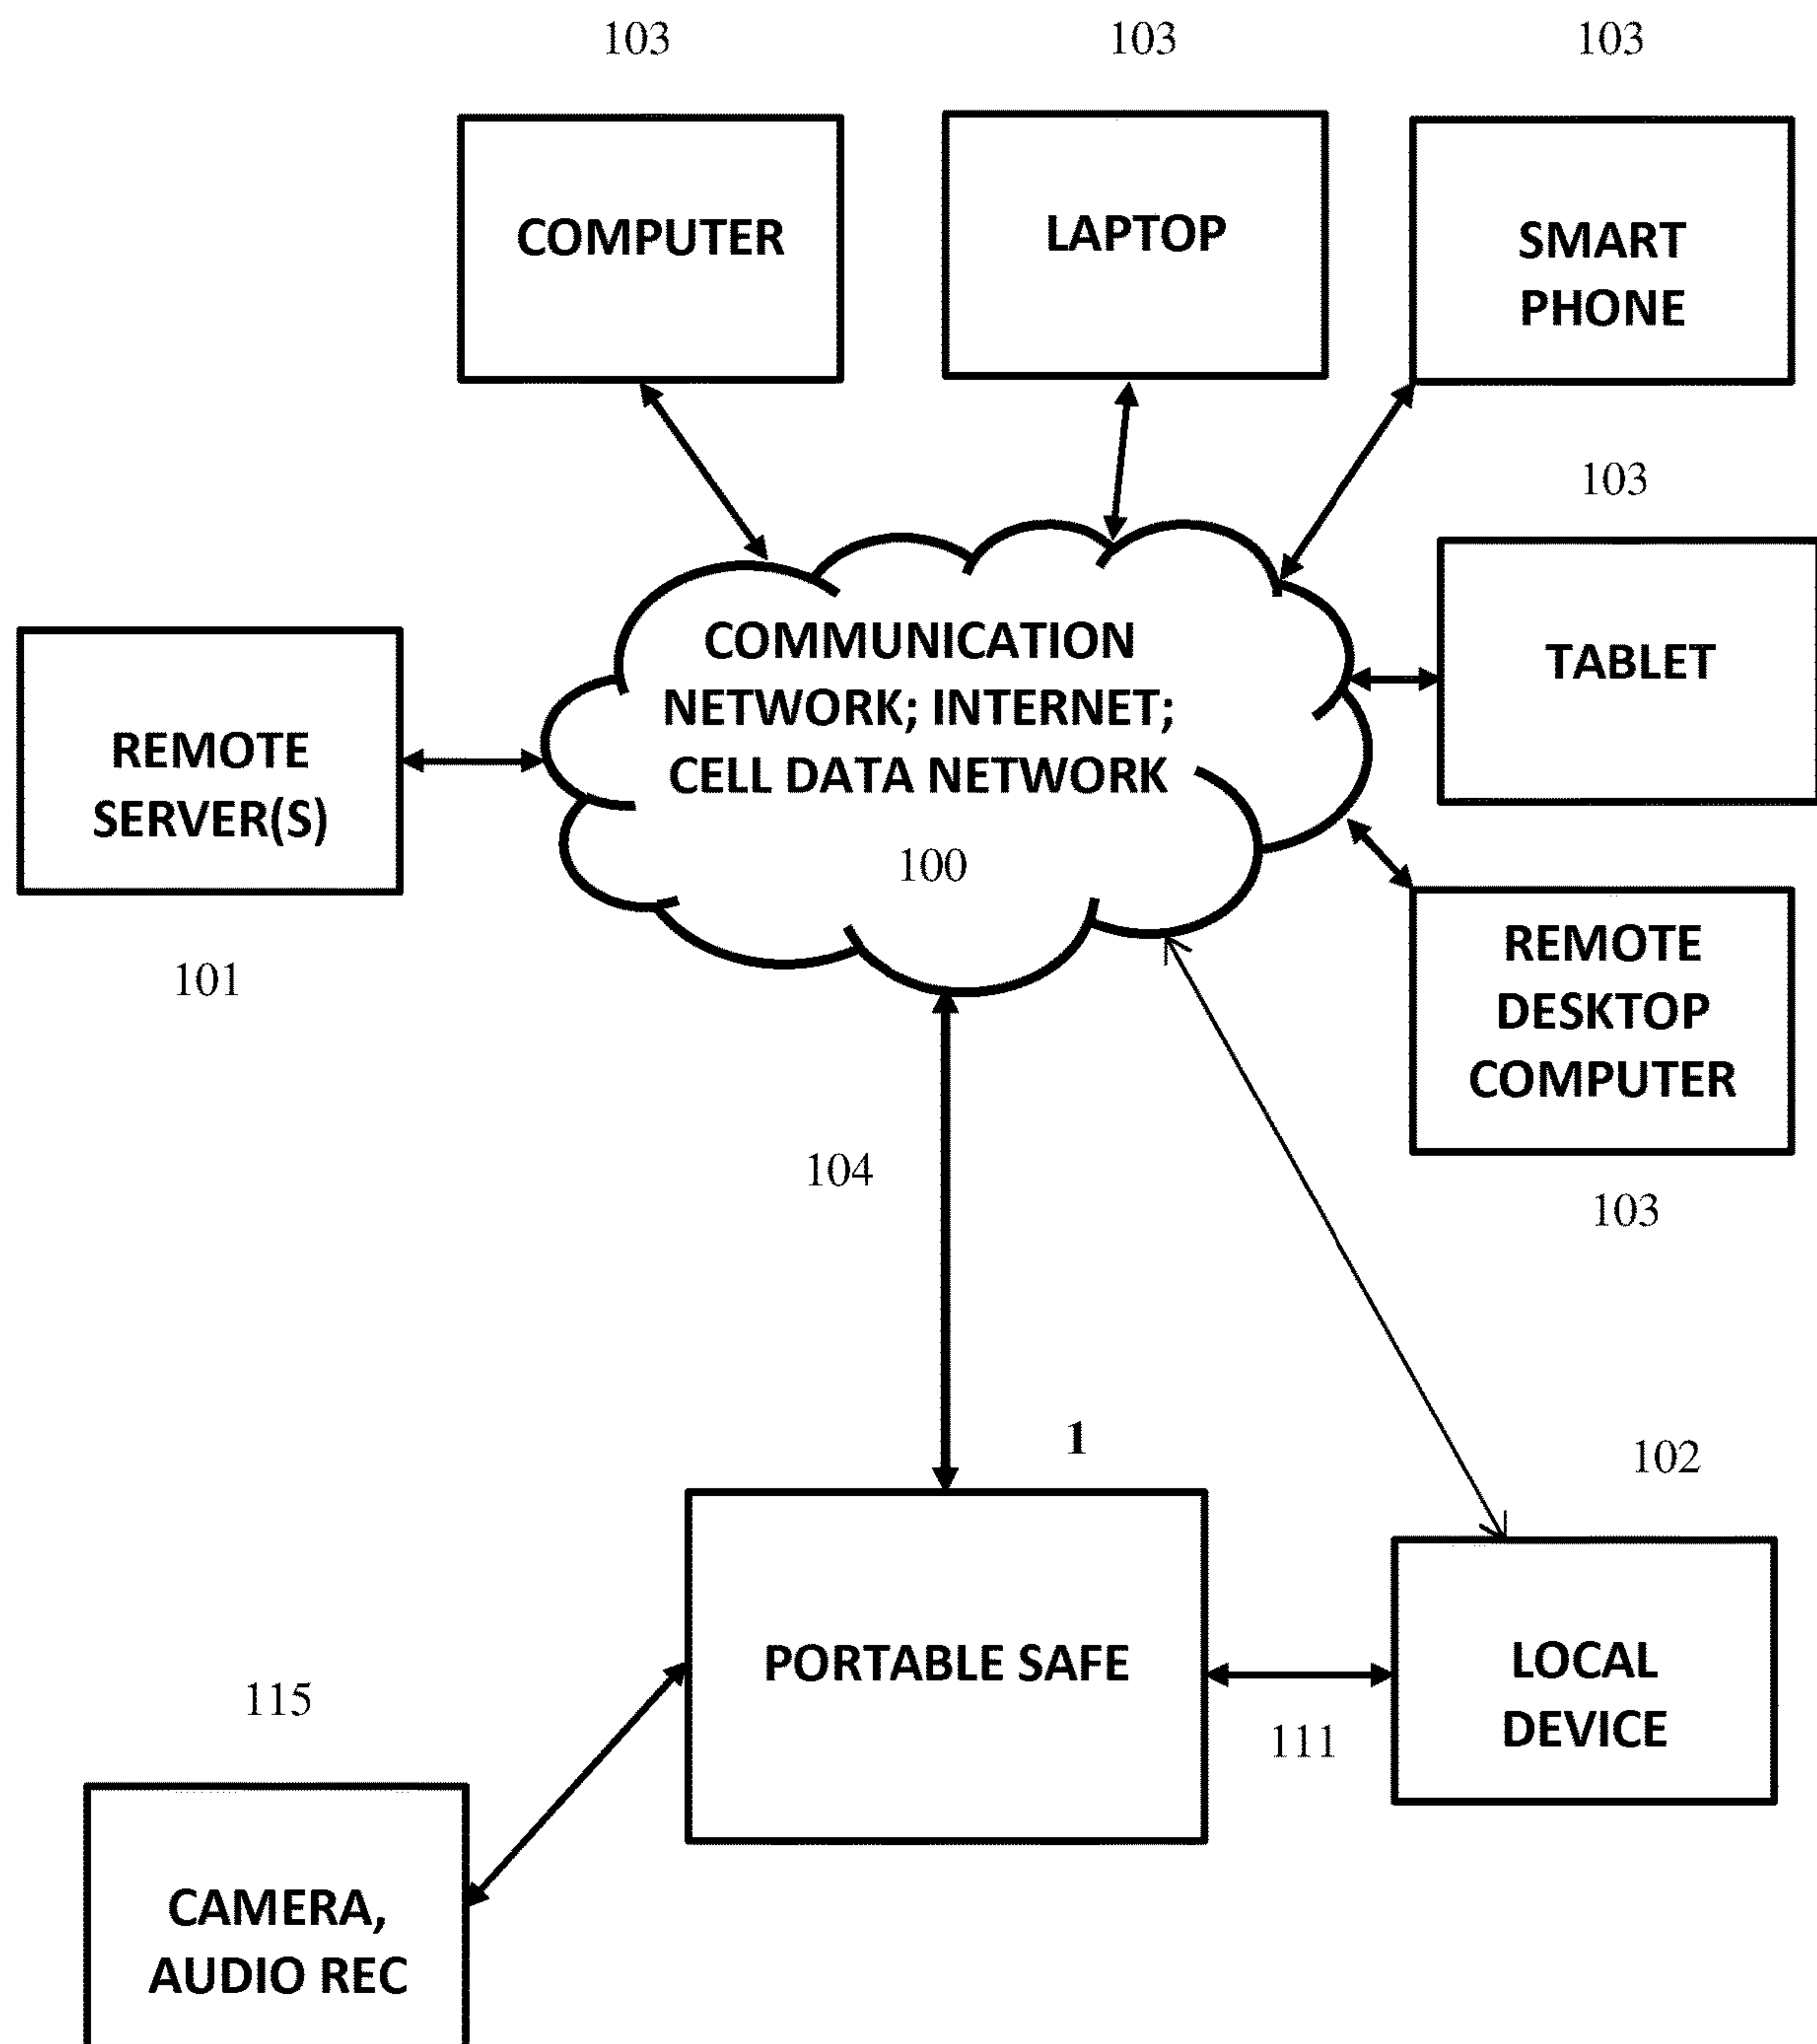 103
103
103
COMPUTER
LAPTOP
SMART
PHONE
103
COMMUNICATION
NETWORK; INTERNET;
CELL DATA NETWORK
100
TABLET
REMOTE
SERVER(S)
101
REMOTE
DESKTOP
COMPUTER
103
104
1
102
PORTABLE SAFE
LOCAL
DEVICE
111
115
CAMERA,
AUDIO REC